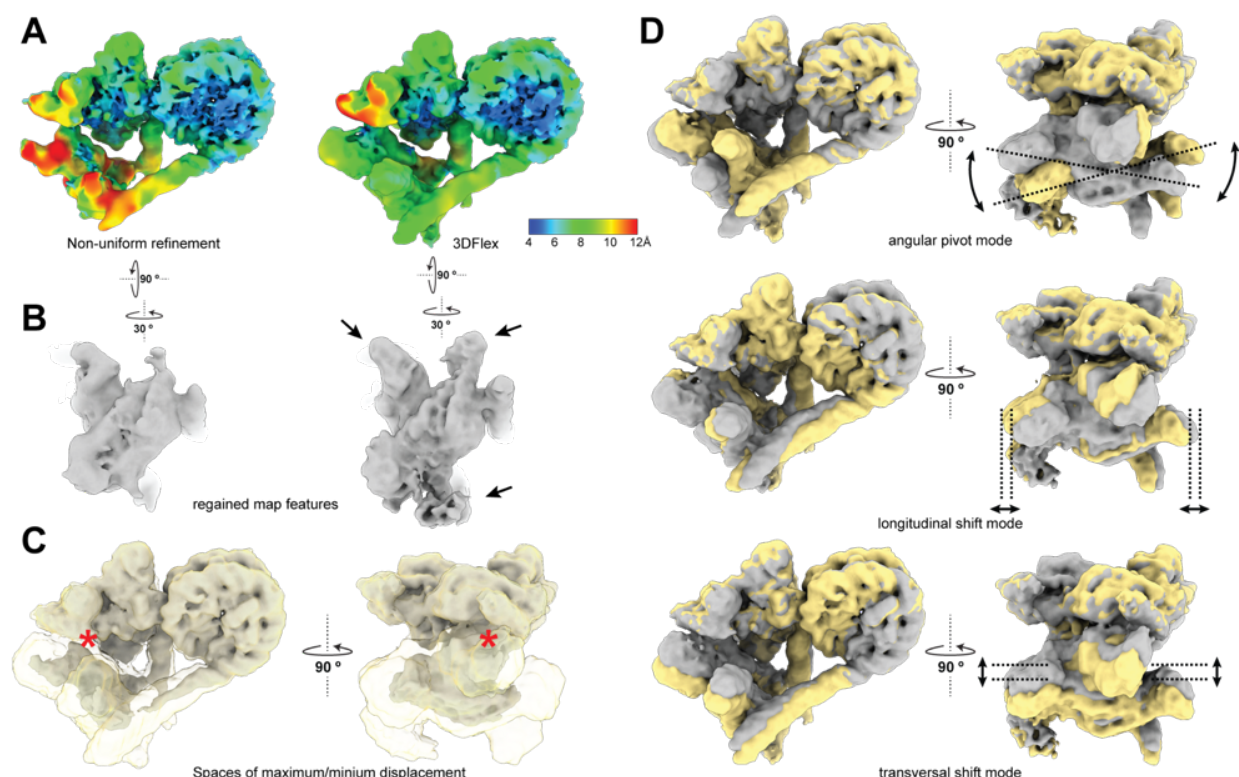 A
Non-uniform refinement
3DFlex
4 6 8 10 12Å
90 º
30 º
90 º
30 º
B
regained map features
C
*
90 º
*
Spaces of maximum/minium displacement
D
90 º
angular pivot mode
90 º
longitudinal shift mode
90 º
transversal shift mode